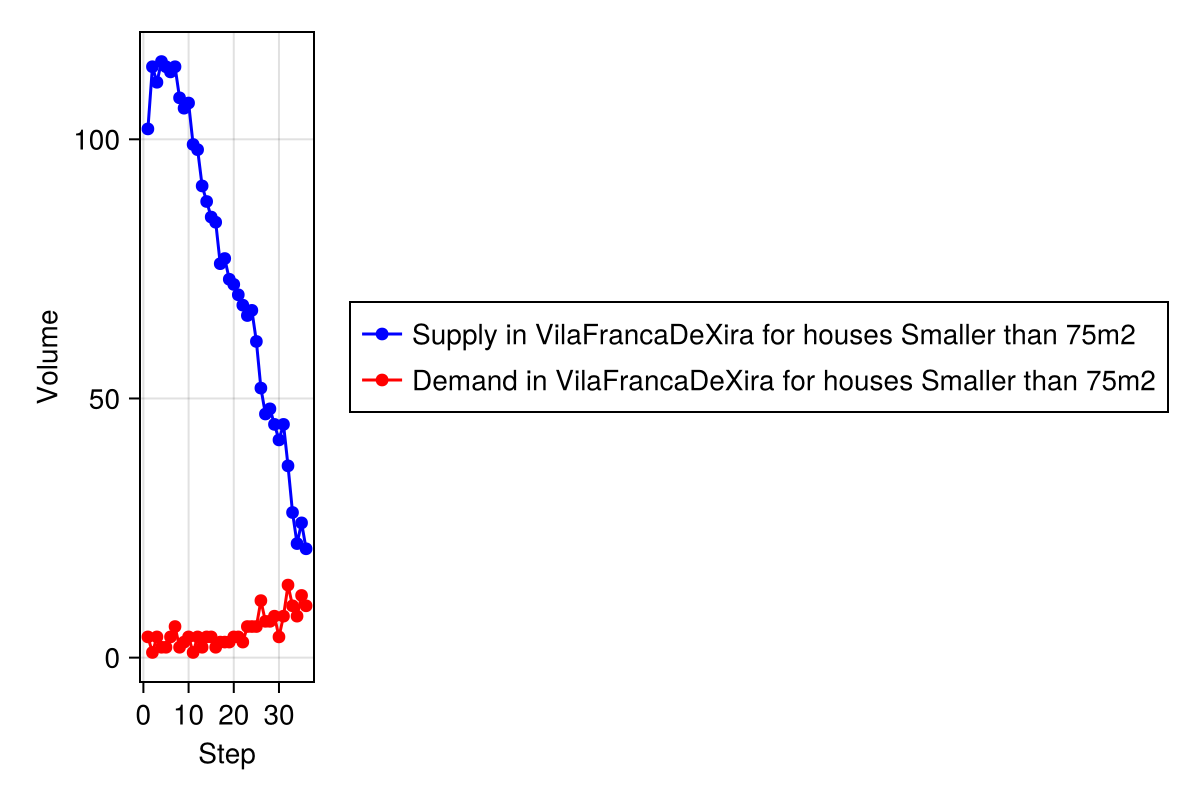 Volume
100
50
0
0 10 20 30
Step
Supply in VilaFrancaDeXira for houses Smaller than 75m2
Demand in VilaFrancaDeXira for houses Smaller than 75m2